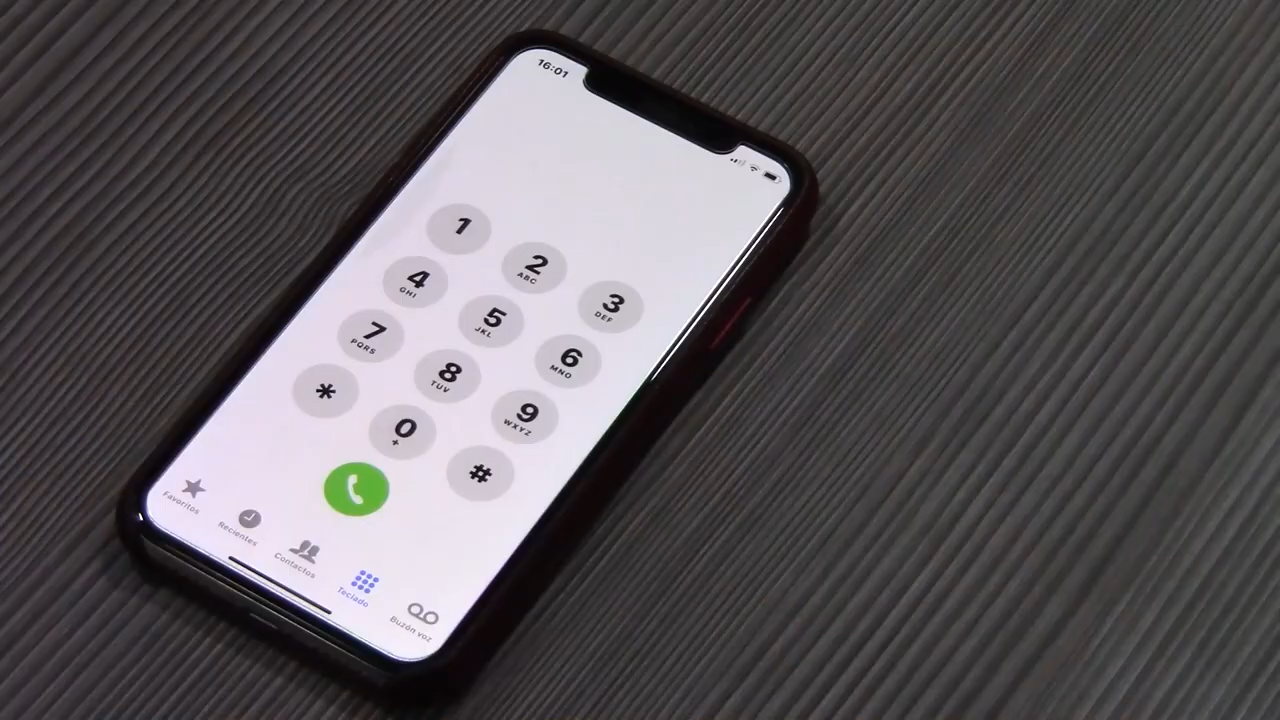 16:01
1
2
ABC
3
DEF
4
GHI
5
JKL
6
MNO
7
PQRS
8
TUV
9
WXYZ
*
0
+
#
Favoritos
Recientes
Contactos
Teclado
Buzón voz